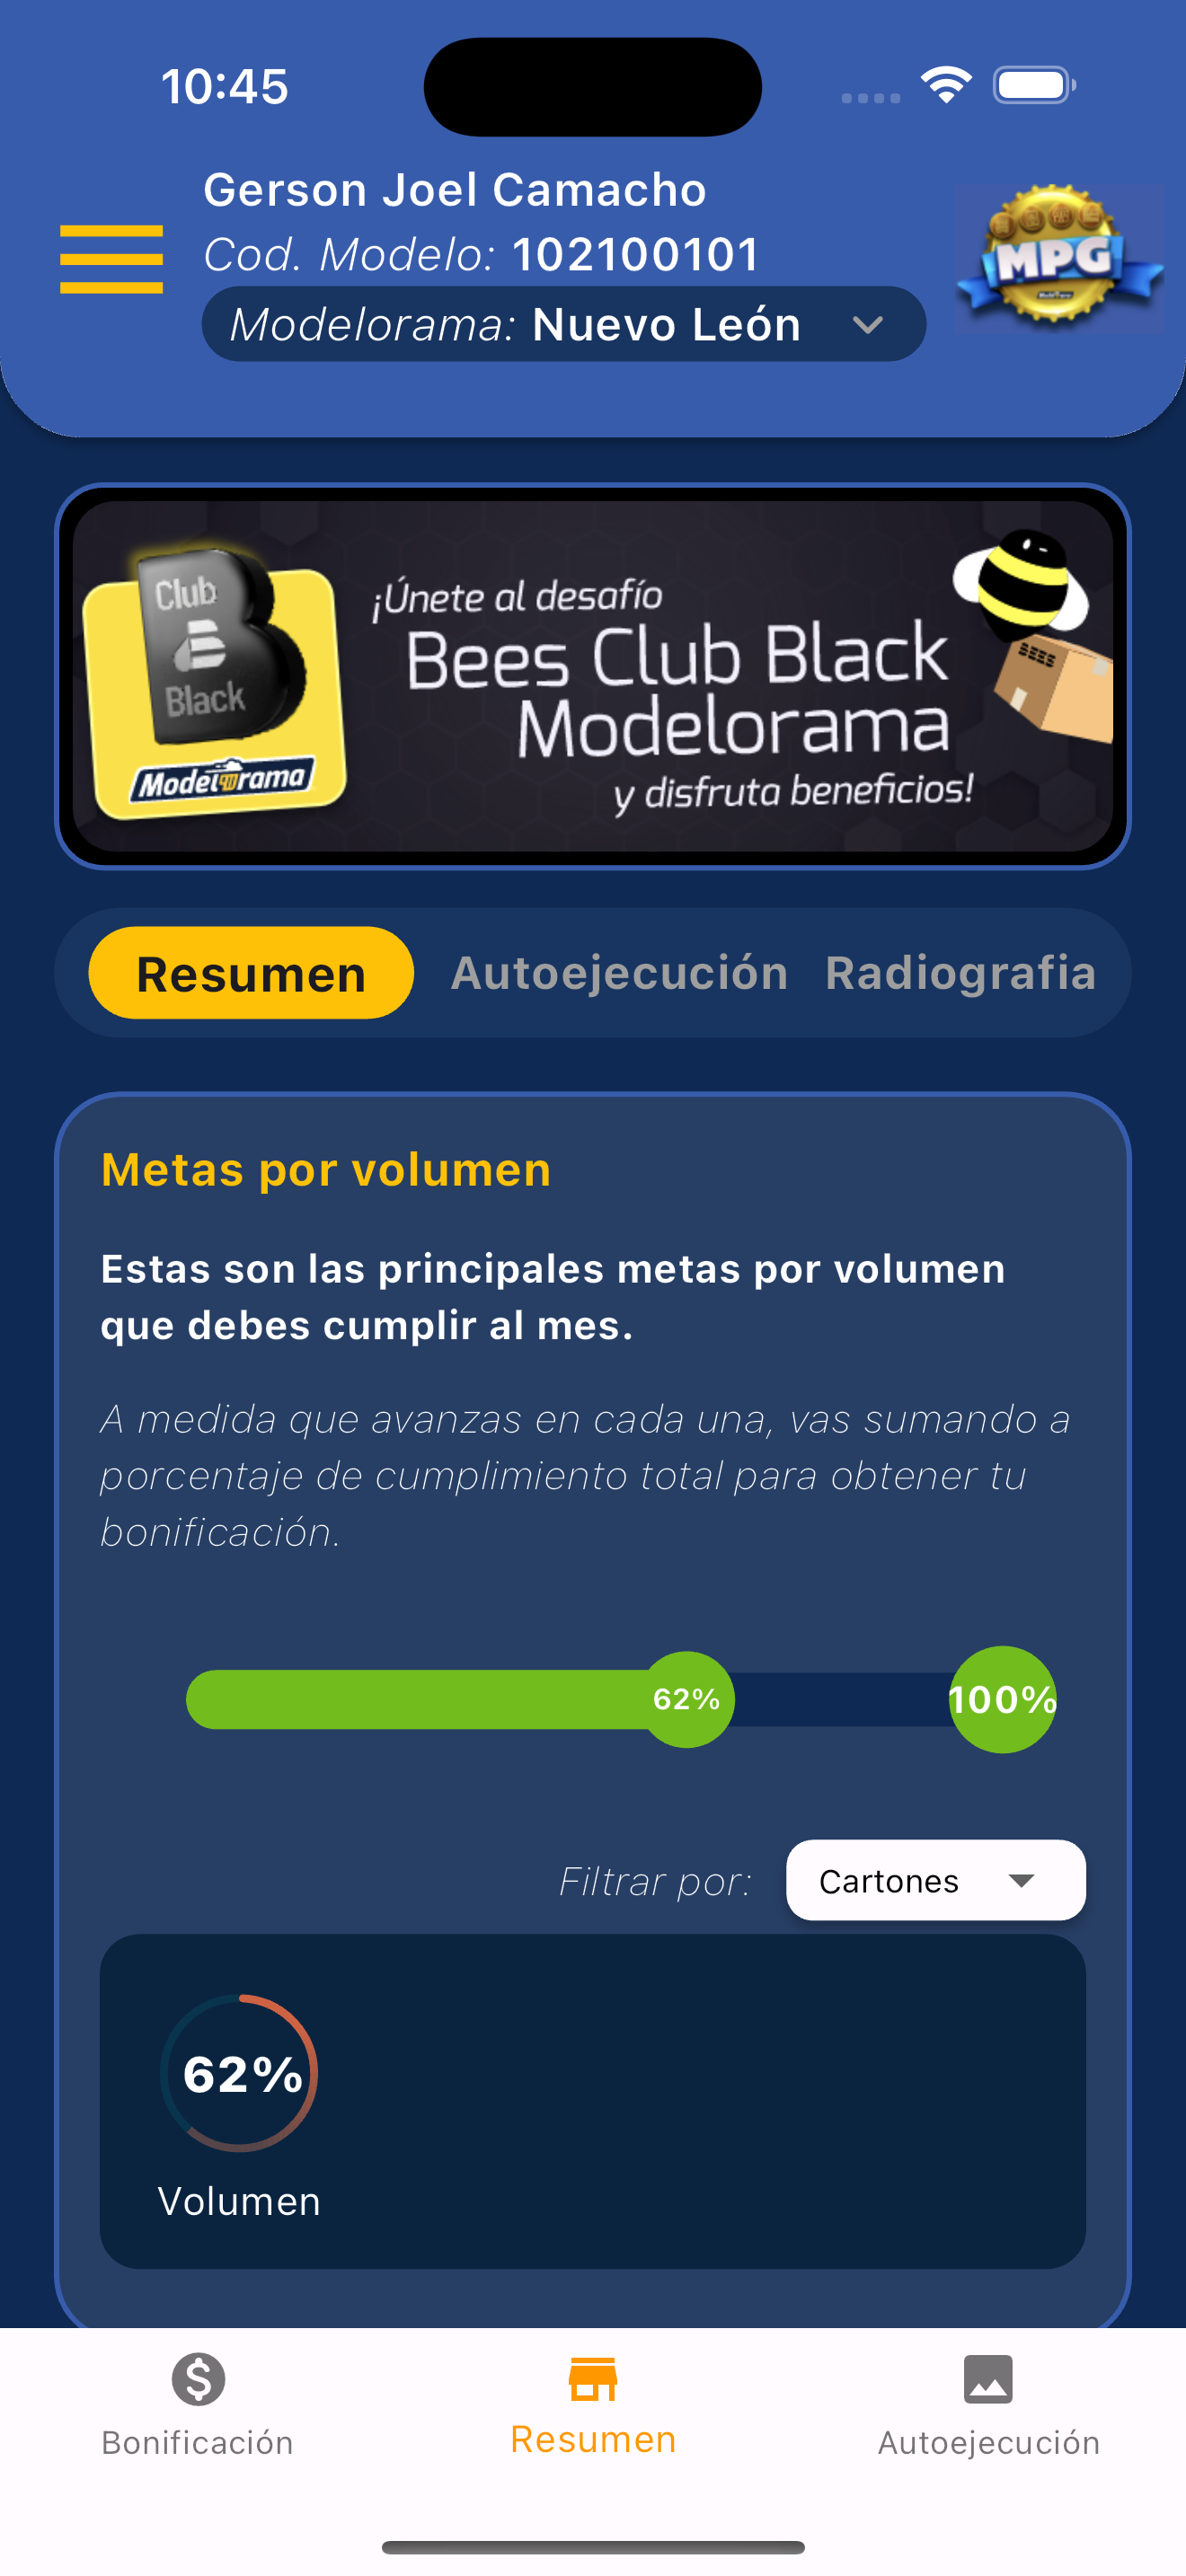 10:45
Gerson Joel Camacho
Cod. Modelo: 102100101
Modelorama: Nuevo León
MPG
Club
B
Black
Modelorama
¡Únete al desafío
Bees Club Black
Modelorama
y disfruta beneficios!
BEES
Resumen Autoejecución Radiografia
Metas por volumen
Estas son las principales metas por volumen
que debes cumplir al mes.
A medida que avanzas en cada una, vas sumando a
porcentaje de cumplimiento total para obtener tu
bonificación.
62% 100%
Filtrar por: Cartones
62%
Volumen
Bonificación Resumen Autoejecución